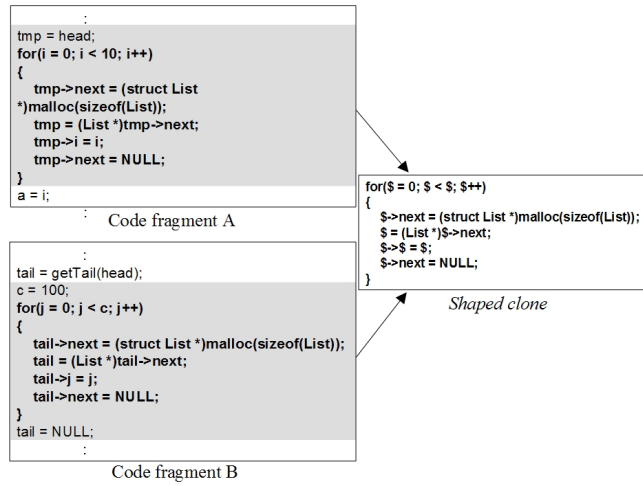 :
tmp = head;
for(i = 0; i < 10; i++)
{
tmp->next = (struct List
*)malloc(sizeof(List));
tmp = (List *)tmp->next;
tmp->i = i;
tmp->next = NULL;
}
a = i;
:
Code fragment A
:
tail = getTail(head);
c = 100;
for(j = 0; j < c; j++)
{
tail->next = (struct List *)malloc(sizeof(List));
tail = (List *)tail->next;
tail->j = j;
tail->next = NULL;
}
tail = NULL;
:
Code fragment B
for($ = 0; $ < $; $++)
{
$->next = (struct List *)malloc(sizeof(List));
$ = (List *)$->next;
$->$ = $;
$->next = NULL;
}
Shaped clone